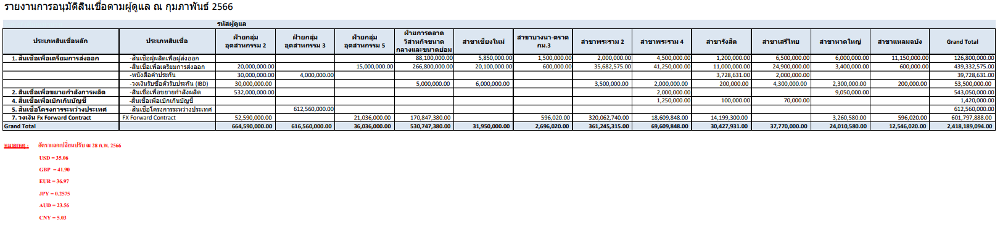 รายงานการอนุมัติสินเชื่อตามผู้ดูแล ณ กุมภาพันธ์ 2566
รหัสผู้ดูแล
ประเภทสินเชื่อหลัก ประเภทสินเชื่อ ฝ่ายกลุ่มอุตสาหกรรม 2 ฝ่ายกลุ่มอุตสาหกรรม 3 ฝ่ายกลุ่มอุตสาหกรรม 5 ฝ่ายการตลาดวิสาหกิจขนาดกลางและขนาดย่อม สาขาเชียงใหม่ สาขาบางนา-ตราด กม.3 สาขาพระราม 2 สาขาพระราม 4 สาขารังสิต สาขาเสรีไทย สาขาหาดใหญ่ สาขาแหลมฉบัง Grand Total
1. สินเชื่อเพื่อเตรียมการส่งออก -สินเชื่อผู้ผลิตเพื่อผู้ส่งออก 88,100,000.00 5,850,000.00 1,500,000.00 2,000,000.00 4,500,000.00 1,200,000.00 6,500,000.00 6,000,000.00 11,150,000.00 126,800,000.00
-สินเชื่อเพื่อเตรียมการส่งออก 20,000,000.00 15,000,000.00 266,800,000.00 20,100,000.00 600,000.00 35,682,575.00 41,250,000.00 11,000,000.00 24,900,000.00 3,400,000.00 600,000.00 439,332,575.00
-หนังสือค้ำประกัน 30,000,000.00 4,000,000.00 3,728,631.00 2,000,000.00 39,728,631.00
-วงเงินรับซื้อตั๋วรับประกัน (IBD) 30,000,000.00 5,000,000.00 6,000,000.00 3,500,000.00 2,000,000.00 200,000.00 4,300,000.00 2,300,000.00 200,000.00 53,500,000.00
2. สินเชื่อเพื่อขยายกำลังการผลิต -สินเชื่อเพื่อขยายกำลังผลิต 532,000,000.00 2,000,000.00 9,050,000.00 543,050,000.00
4. สินเชื่อเพื่อเบิกเกินบัญชี -สินเชื่อเพื่อเบิกเกินบัญชี 1,250,000.00 100,000.00 70,000.00 1,420,000.00
5. สินเชื่อโครงการระหว่างประเทศ -สินเชื่อโครงการระหว่างประเทศ 612,560,000.00 612,560,000.00
7. วงเงิน Fx Forward Contract FX Forward Contract 52,590,000.00 21,036,000.00 170,847,380.00 596,020.00 320,062,740.00 18,609,848.00 14,199,300.00 3,260,580.00 596,020.00 601,797,888.00
Grand Total 664,590,000.00 616,560,000.00 36,036,000.00 530,747,380.00 31,950,000.00 2,696,020.00 361,245,315.00 69,609,848.00 30,427,931.00 37,770,000.00 24,010,580.00 12,546,020.00 2,418,189,094.00
หมายเหตุ : อัตราแลกเปลี่ยนปรับ ณ 28 ก.พ. 2566
USD = 35.06
GBP = 41.90
EUR = 36.97
JPY = 0.2575
AUD = 23.56
CNY = 5.03